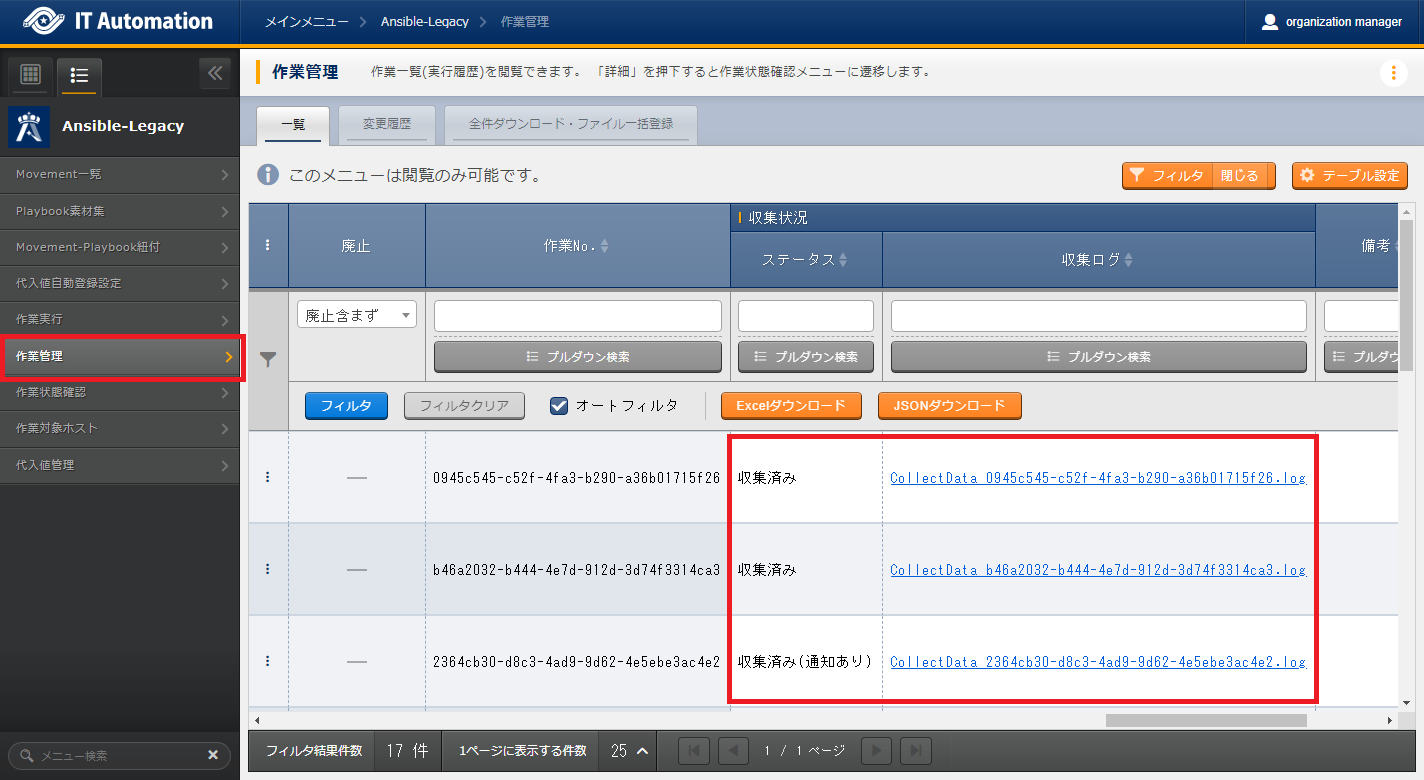 IT Automation
メインメニュー
Ansible-Legacy
作業管理
organization manager
Ansible-Legacy
Movement一覧
Playbook素材集
Movement-Playbook紐付
代入値自動登録設定
作業実行
作業管理
作業状態確認
作業対象ホスト
代入値管理
メニュー検索
作業管理
作業一覧(実行履歴)を閲覧できます。 「詳細」を押下すると作業状態確認メニューに遷移します。
一覧
変更履歴
全件ダウンロード・ファイル一括登録
このメニューは閲覧のみ可能です。
フィルタ 閉じる
テーブル設定
廃止
作業No.
収集状況
ステータス
収集ログ
備考
廃止含まず
プルダウン検索
プルダウン検索
プルダウン検索
プルダウ
フィルタ
フィルタクリア
オートフィルタ
Excelダウンロード
JSONダウンロード
0945c545-c52f-4fa3-b290-a36b01715f26 収集済み CollectData_0945c545-c52f-4fa3-b290-a36b01715f26.log
b46a2032-b444-4e7d-912d-3d74f3314ca3 収集済み CollectData_b46a2032-b444-4e7d-912d-3d74f3314ca3.log
2364cb30-d8c3-4ad9-9d62-4e5ebe3ac4e2 収集済み(通知あり) CollectData_2364cb30-d8c3-4ad9-9d62-4e5ebe3ac4e2.log
フィルタ結果件数 17 件 1ページに表示する件数 25 1 / 1 ページ